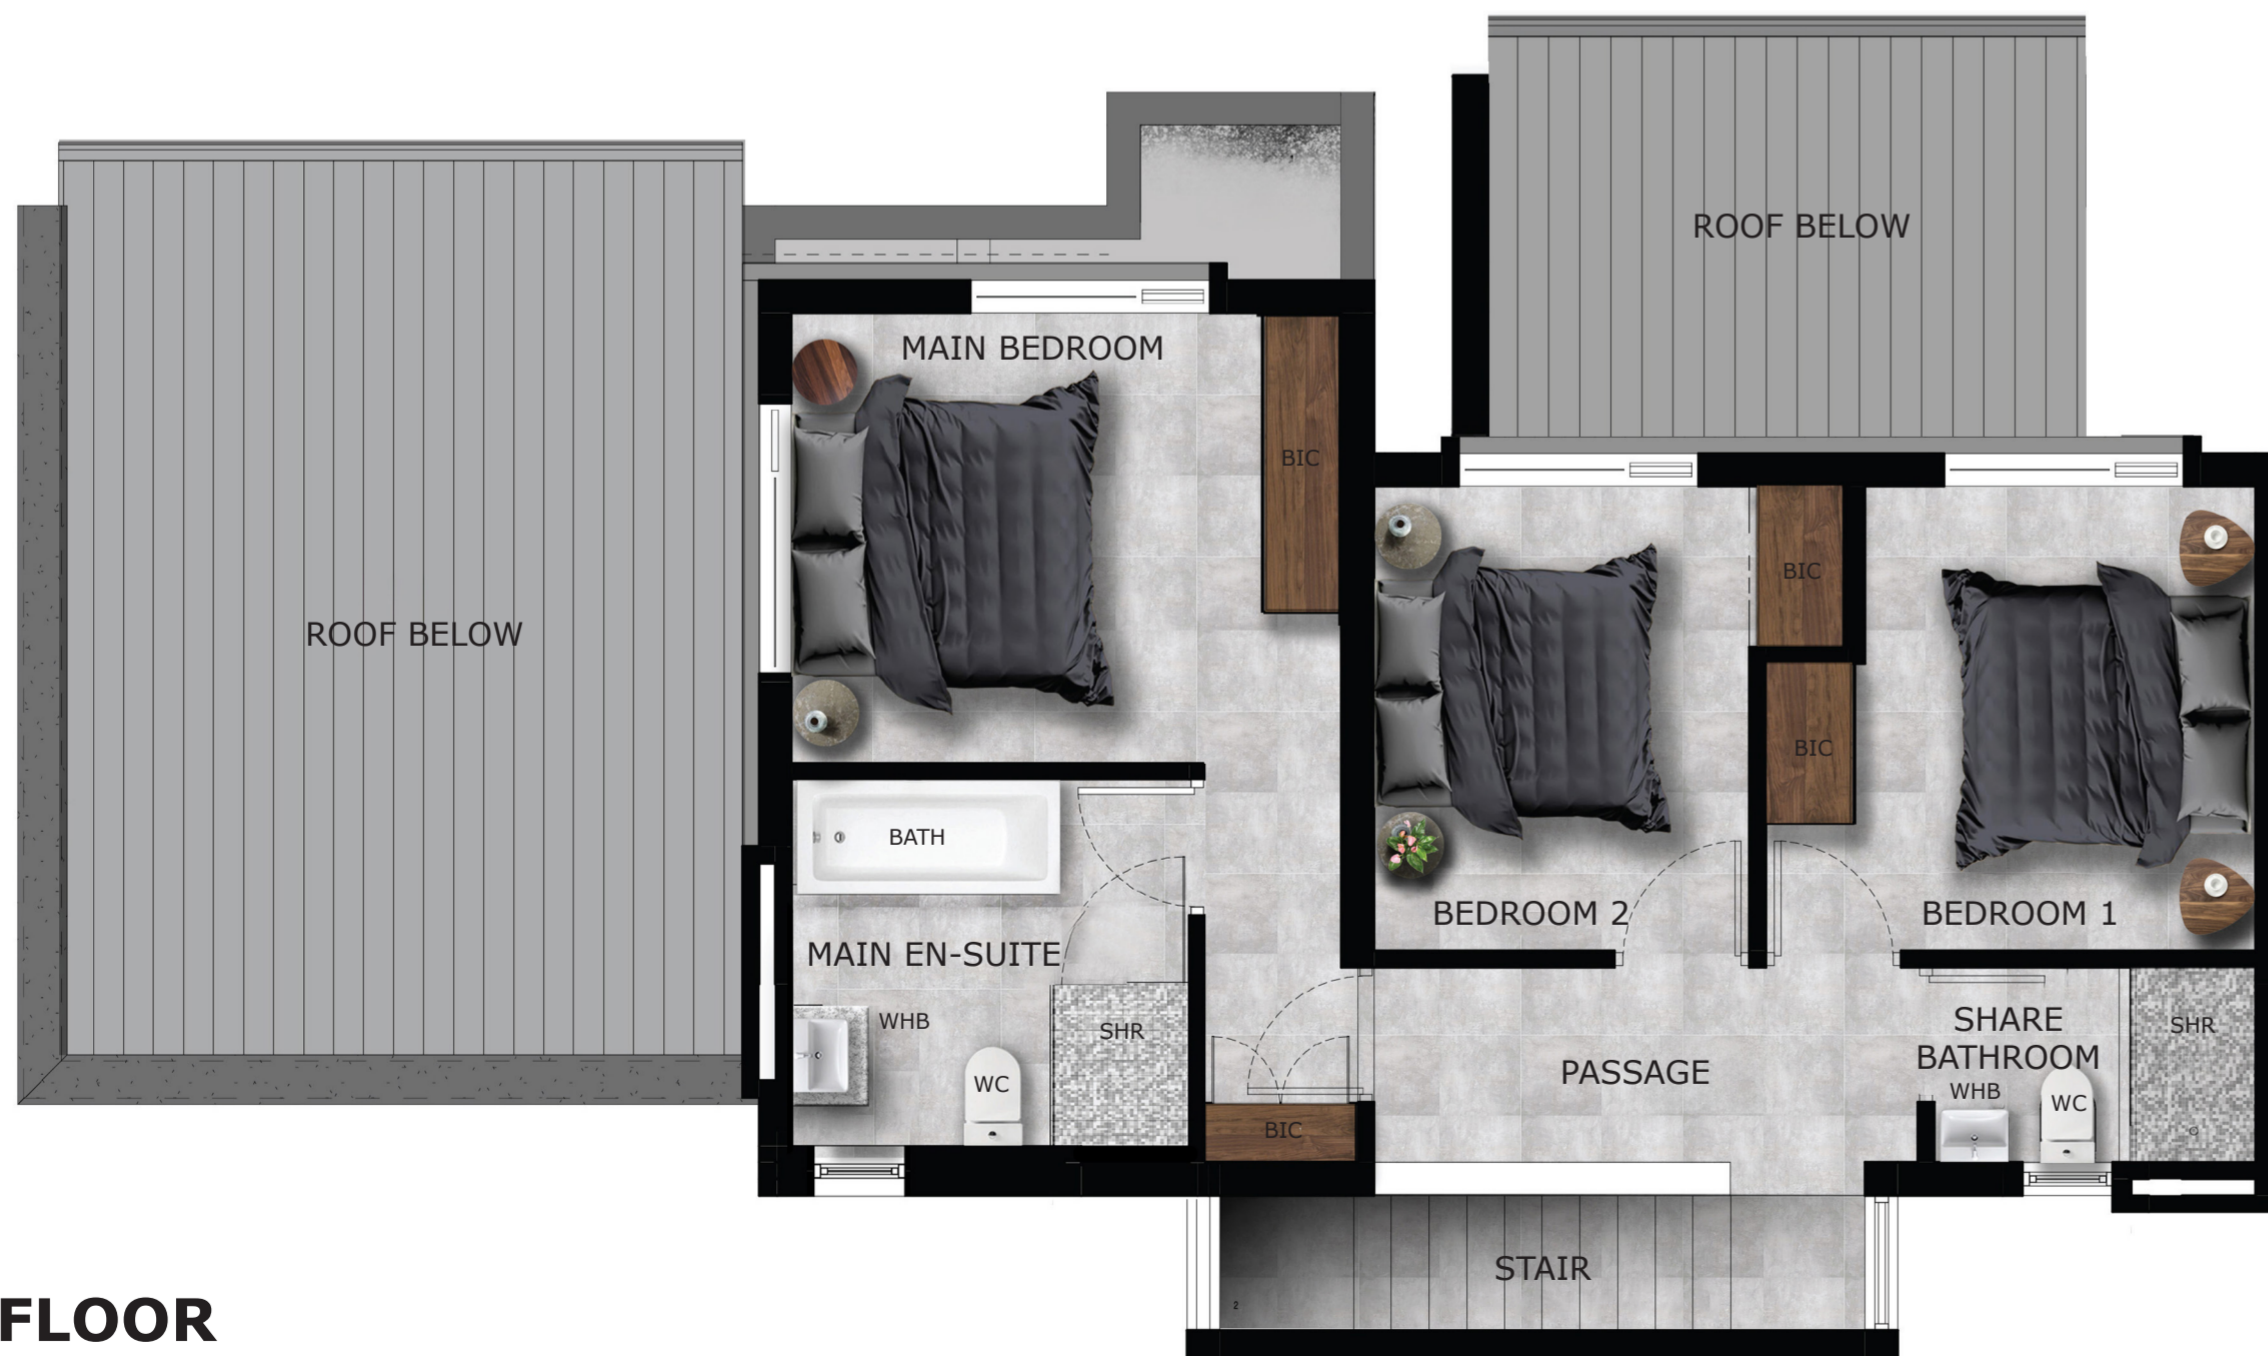 ROOF BELOW
MAIN BEDROOM
BIC
BIC
BIC
ROOF BELOW
BATH
BEDROOM 2
BEDROOM 1
MAIN EN-SUITE
WHB
SHR
WC
SHARE
BATHROOM
SHR
PASSAGE
WHB
WC
BIC
STAIR
2
FLOOR